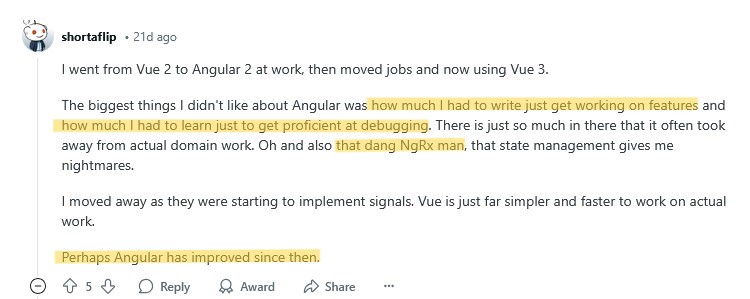 shortaflip • 21d ago
I went from Vue 2 to Angular 2 at work, then moved jobs and now using Vue 3.
The biggest things I didn't like about Angular was how much I had to write just get working on features and
how much I had to learn just to get proficient at debugging. There is just so much in there that it often took
away from actual domain work. Oh and also that dang NgRx man, that state management gives me
nightmares.
I moved away as they were starting to implement signals. Vue is just far simpler and faster to work on actual
work.
Perhaps Angular has improved since then.
5 Reply Award Share ...